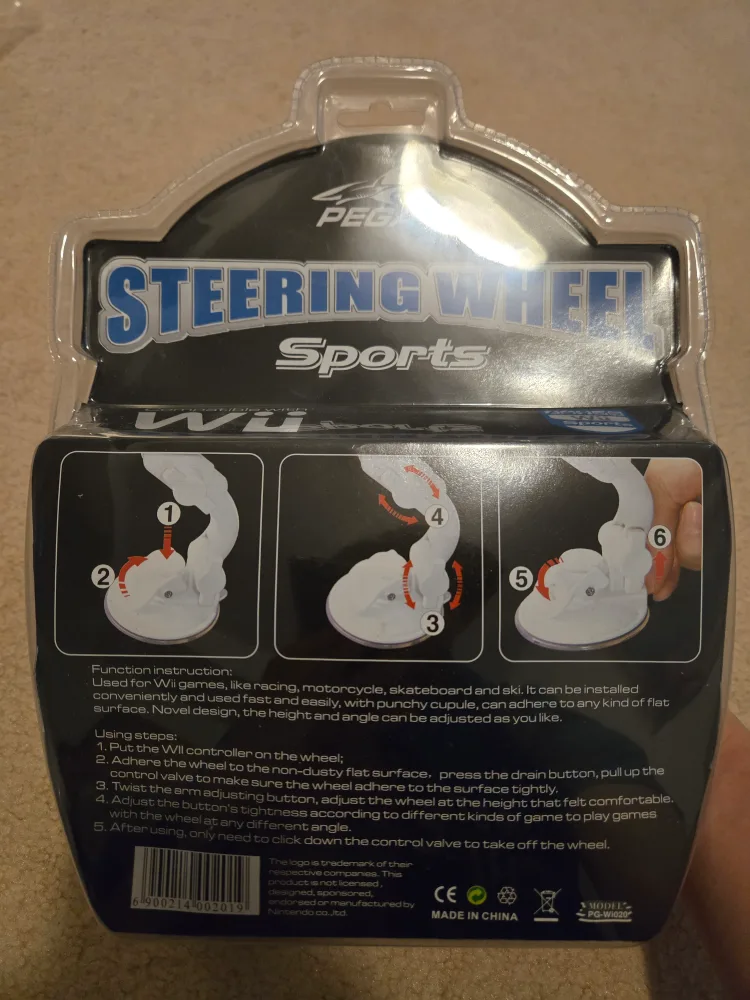 STEERING WHEEL
Sports
Compatible with
Wii
1
2
4
3
5
6
Function instruction:
Used for Wii games, like racing, motorcycle, skateboard and ski. It can be installed
conveniently and used fast and easily, with punchy cupule, can adhere to any kind of flat
surface. Novel design, the height and angle can be adjusted as you like.
Using steps:
1. Put the WII controller on the wheel;
2. Adhere the wheel to the non-dusty flat surface, press the drain button, pull up the
control valve to make sure the wheel adhere to the surface tightly.
3. Twist the arm adjusting button, adjust the wheel at the height that felt comfortable.
4. Adjust the button's tightness according to different kinds of game to play games
with the wheel at any different angle.
5. After using, only need to click down the control valve to take off the wheel.
The logo is trademark of their
respective companies. This
product is not licensed,
designed, sponsored,
endorsed or manufactured by
Nintendo co.,ltd.
6 900214 002019
CE
MADE IN CHINA
MODEL
PG-Wi020